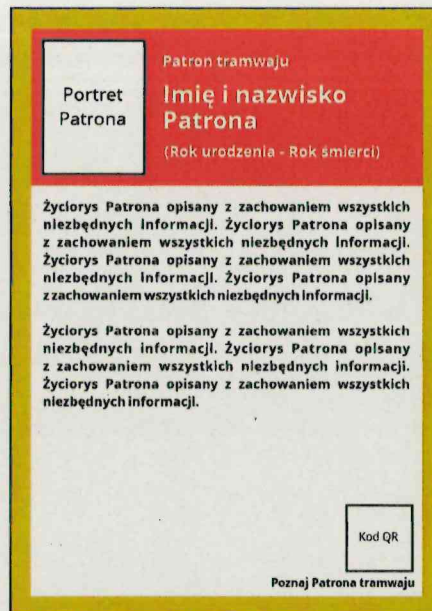 Portret
Patrona
Patron tramwaju
Imię i nazwisko
Patrona
(Rok urodzenia - Rok śmierci)
Życiorys Patrona opisany z zachowaniem wszystkich
niezbędnych informacji. Życiorys Patrona opisany
z zachowaniem wszystkich niezbędnych informacji.
Życiorys Patrona opisany z zachowaniem wszystkich
niezbędnych informacji. Życiorys Patrona opisany
z zachowaniem wszystkich niezbędnych informacji.
Życiorys Patrona opisany z zachowaniem wszystkich
niezbędnych informacji. Życiorys Patrona opisany
z zachowaniem wszystkich niezbędnych informacji.
Życiorys Patrona opisany z zachowaniem wszystkich
niezbędnych informacji.
Kod QR
Poznaj Patrona tramwaju